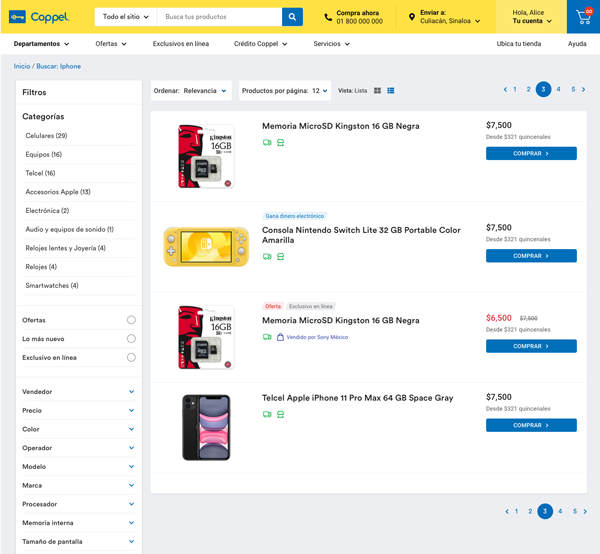 Coppel
Todo el sitio
Busca tus productos
Compra ahora
01 800 000 000
Enviar a:
Culiacán, Sinaloa
Hola, Alice
Tu cuenta
00
Departamentos
Ofertas
Exclusivos en línea
Crédito Coppel
Servicios
Ubica tu tienda
Ayuda
Inicio / Buscar: Iphone
Filtros
Categorías
Celulares (29)
Equipos (16)
Telcel (16)
Accesorios Apple (13)
Electrónica (2)
Audio y equipos de sonido (1)
Relojes lentes y Joyería (4)
Relojes (4)
Smartwatches (4)
Ofertas
Lo más nuevo
Exclusivo en línea
Vendedor
Precio
Color
Operador
Modelo
Marca
Procesador
Memoria interna
Tamaño de pantalla
Ordenar: Relevancia
Productos por página: 12
Vista: Lista
1 2 3 4 5
Kingston
16GB
Memoria MicroSD Kingston 16 GB Negra
$7,500
Desde $321 quincenales
COMPRAR
Gana dinero electrónico
Consola Nintendo Switch Lite 32 GB Portable Color
Amarilla
$7,500
Desde $321 quincenales
COMPRAR
Kingston
16GB
Oferta
Exclusivo en línea
Memoria MicroSD Kingston 16 GB Negra
Vendido por Sony México
$6,500 $7,500
Desde $321 quincenales
COMPRAR
Telcel Apple iPhone 11 Pro Max 64 GB Space Gray
$7,500
Desde $321 quincenales
COMPRAR
1 2 3 4 5